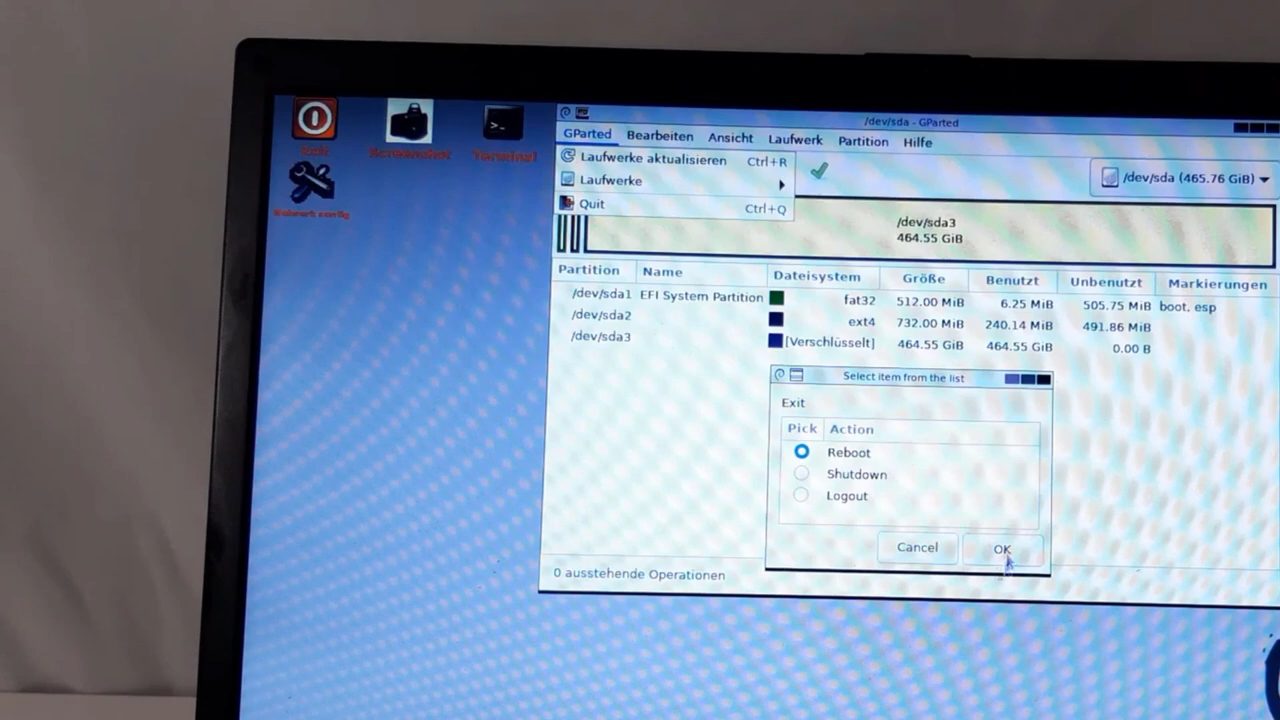 Exit
Screenshot
Terminal
Network config
/dev/sda - GParted
GParted Bearbeiten Ansicht Laufwerk Partition Hilfe
Laufwerke aktualisieren Ctrl+R
Laufwerke
Quit Ctrl+Q
/dev/sda (465.76 GiB)
/dev/sda3
464.55 GiB
Partition Name Dateisystem Größe Benutzt Unbenutzt Markierungen
/dev/sda1 EFI System Partition fat32 512.00 MiB 6.25 MiB 505.75 MiB boot, esp
/dev/sda2 ext4 732.00 MiB 240.14 MiB 491.86 MiB
/dev/sda3 [Verschlüsselt] 464.55 GiB 464.55 GiB 0.00 B
Select item from the list
Exit
Pick Action
Reboot
Shutdown
Logout
Cancel OK
0 ausstehende Operationen